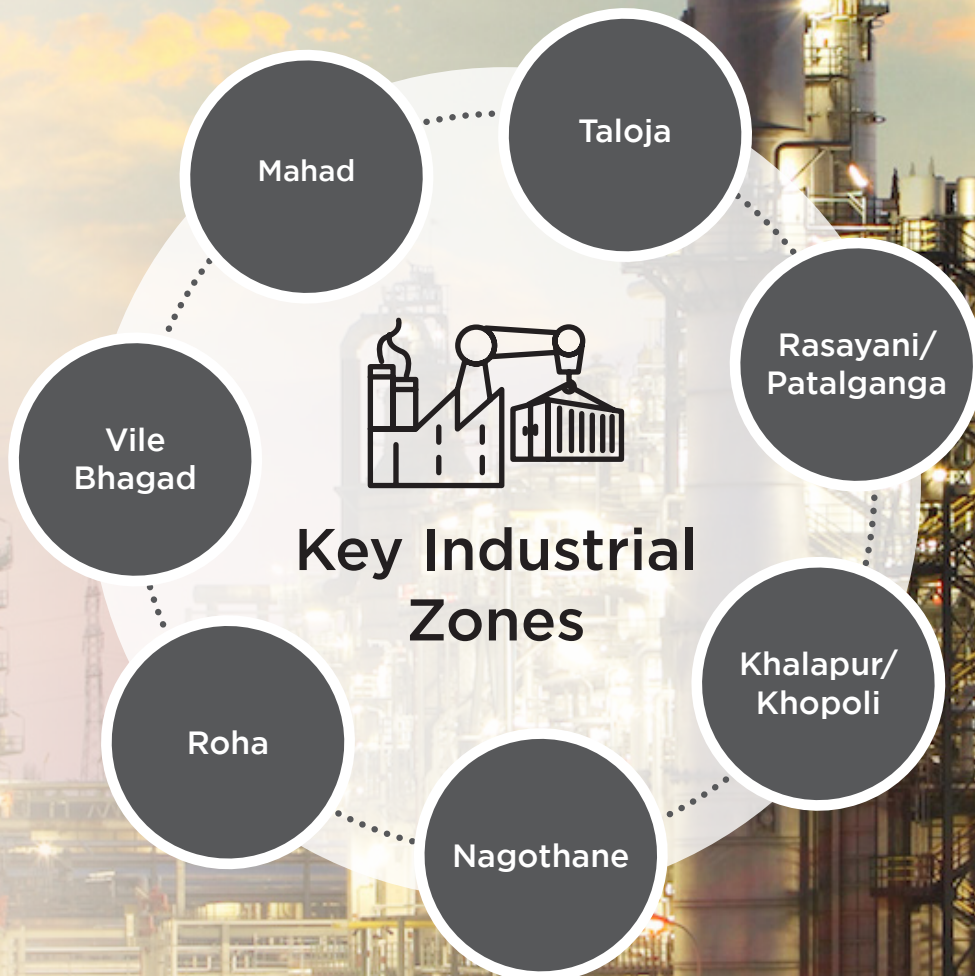 Mahad
Taloja
Rasayani/
Patalganga
Vile
Bhagad
Key Industrial
Zones
Khalapur/
Khopoli
Roha
Nagothane